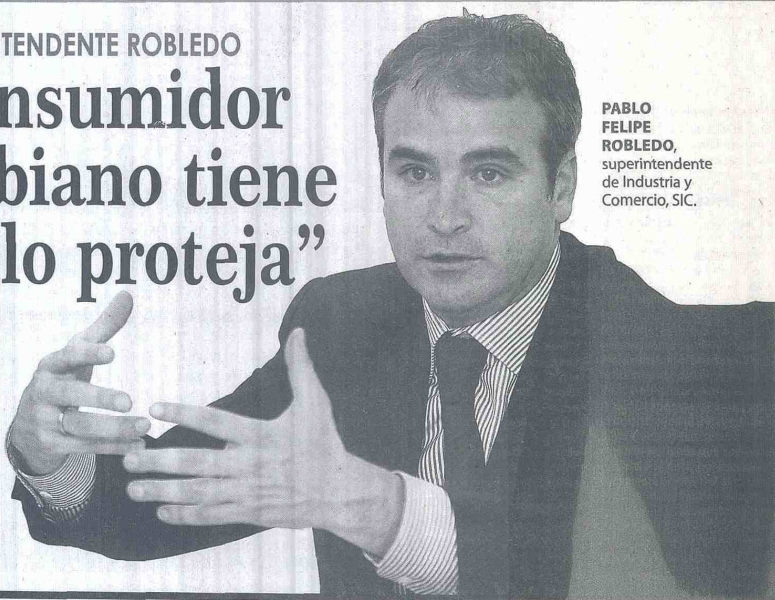 TENDENTE ROBLEDO
nsumidor
biano tiene
lo proteja”
PABLO
FELIPE
ROBLEDO,
superintendente
de Industria y
Comercio, SIC.